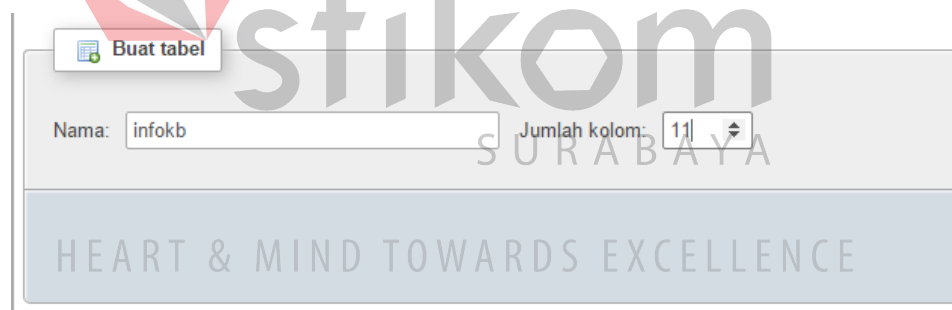 stikom
Buat tabel
Nama: infokb Jumlah kolom: 11
SURABAYA
HEART & MIND TOWARDS EXCELLENCE